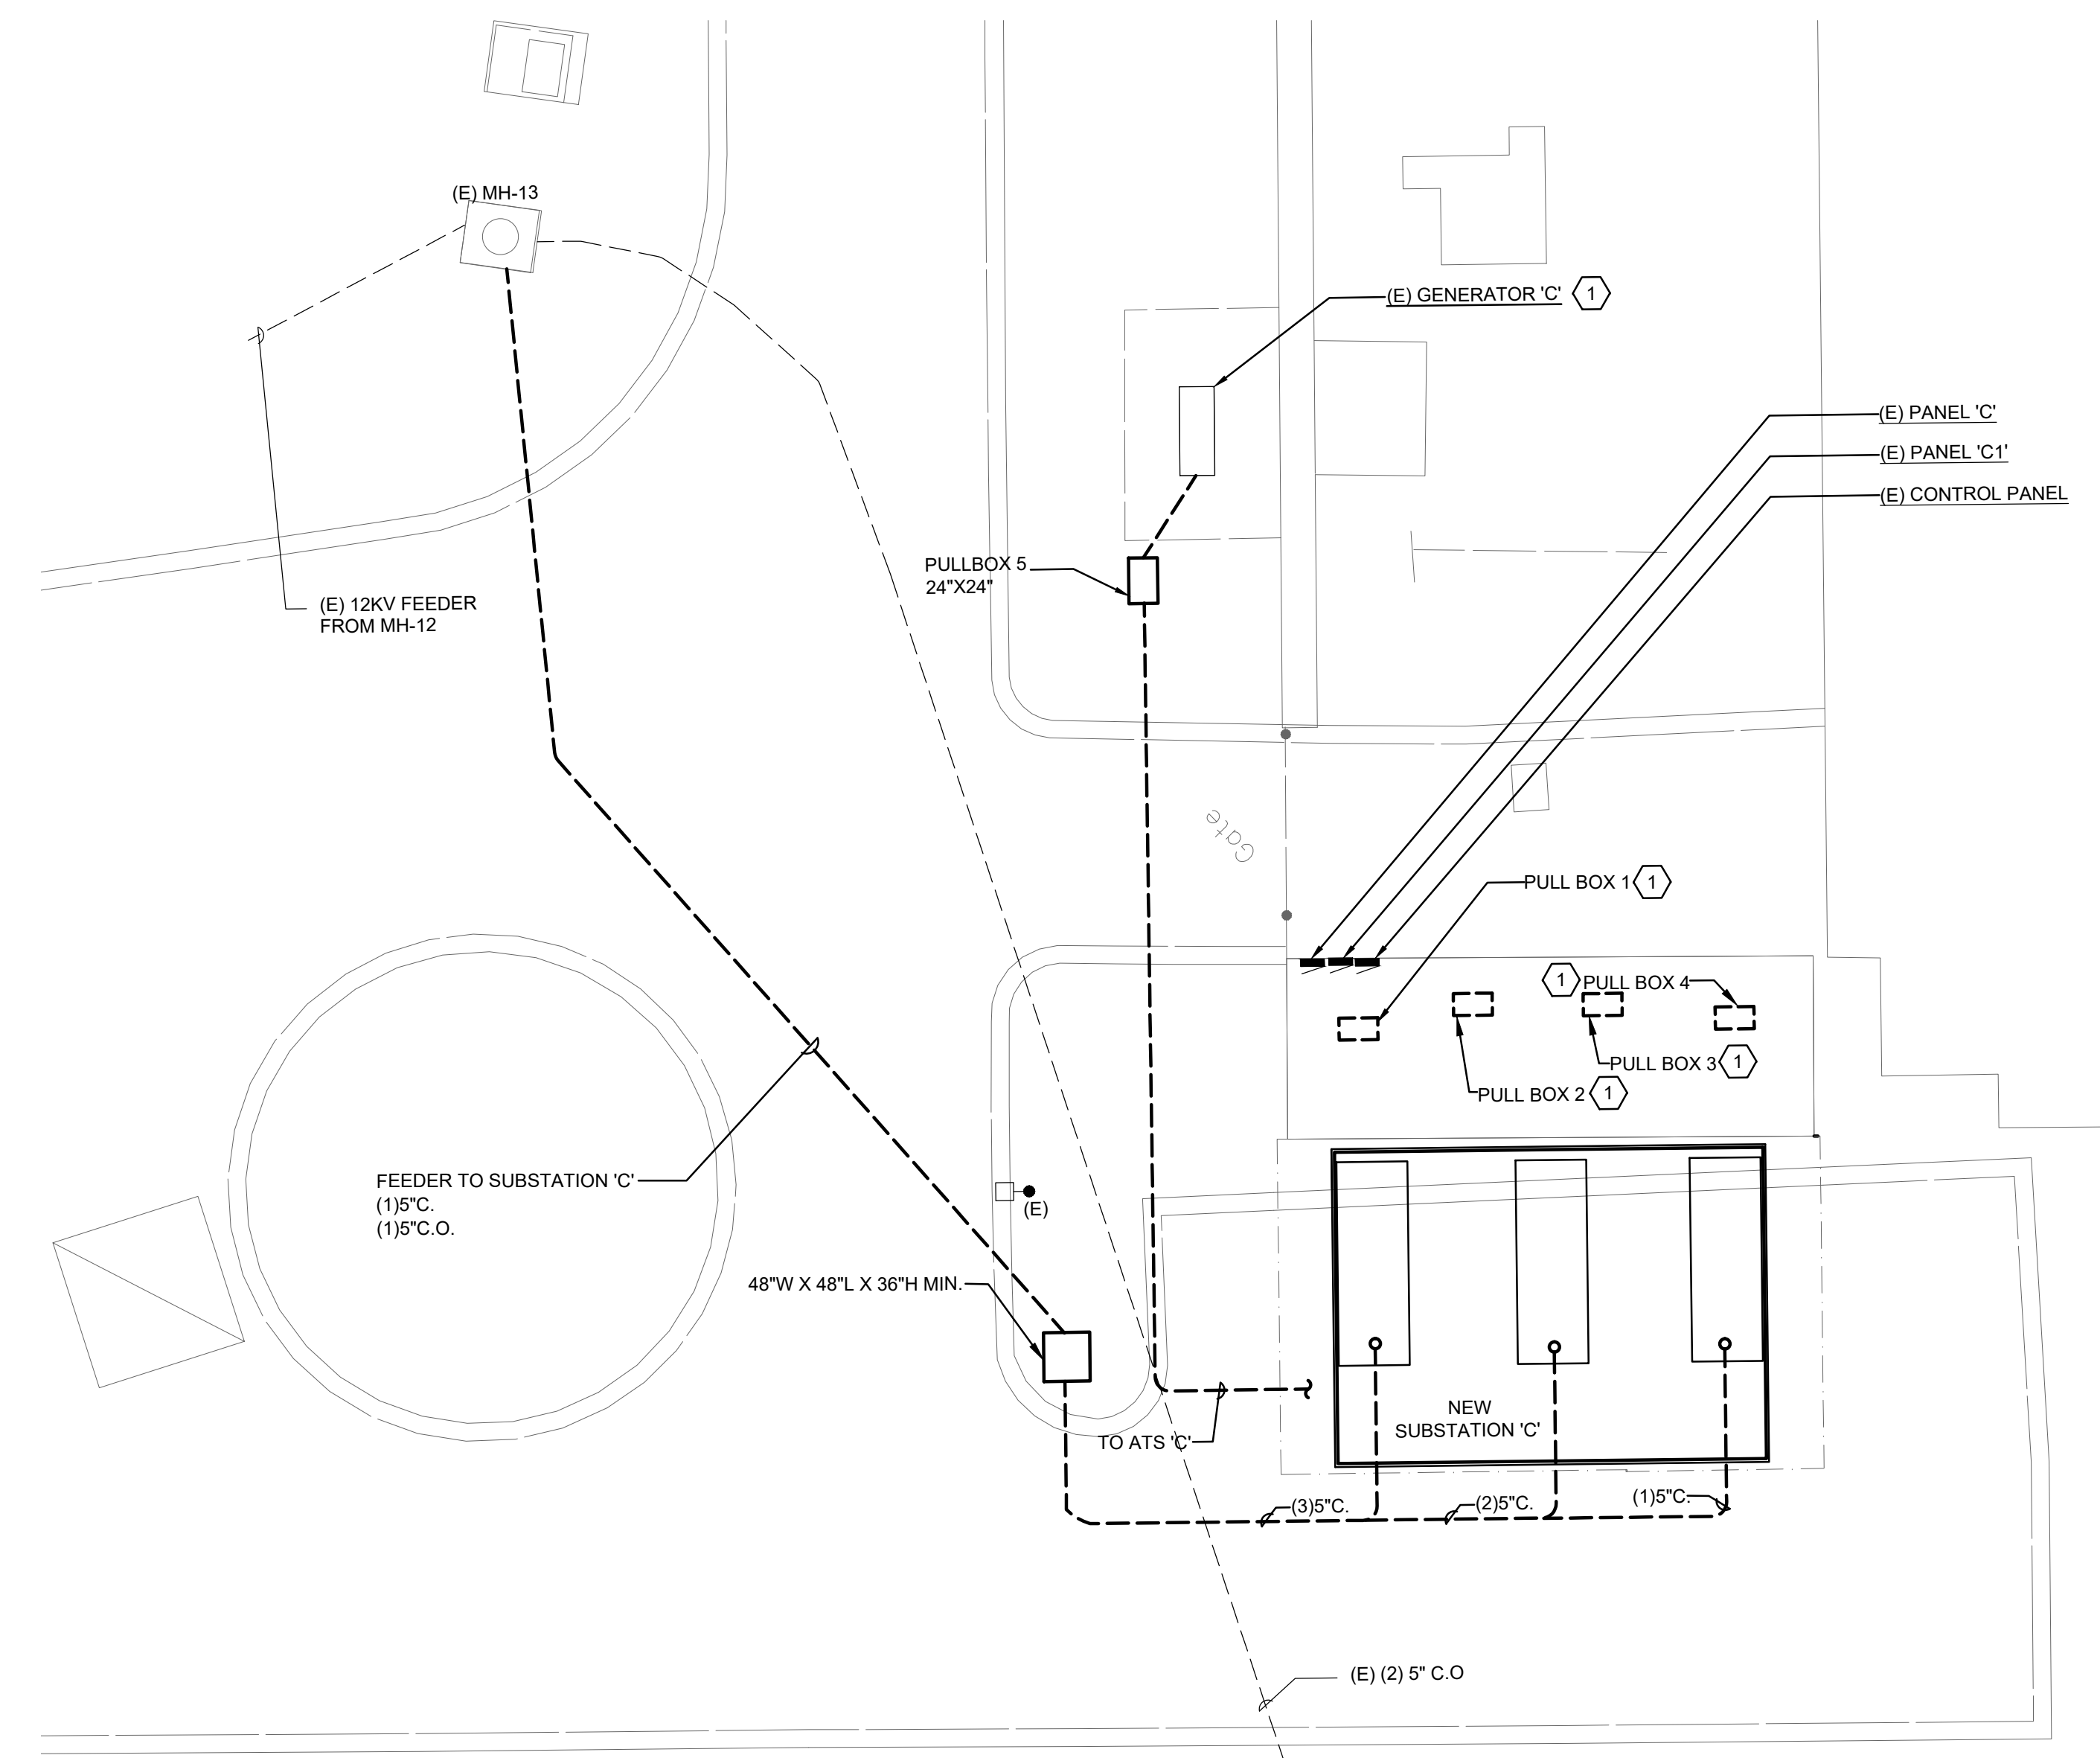 (E) MH-13
(E) GENERATOR 'C'
1
(E) PANEL 'C'
(E) PANEL 'C1'
(E) CONTROL PANEL
PULLBOX 5
24"X24"
(E) 12KV FEEDER
FROM MH-12
Gate
PULL BOX 1
1
1
PULL BOX 4
PULL BOX 3
1
PULL BOX 2
1
FEEDER TO SUBSTATION 'C'
(1)5"C.
(1)5"C.O.
(E)
48"W X 48"L X 36"H MIN.
NEW
SUBSTATION 'C'
TO ATS 'C'
(3)5"C.
(2)5"C.
(1)5"C.
(E) (2) 5" C.O